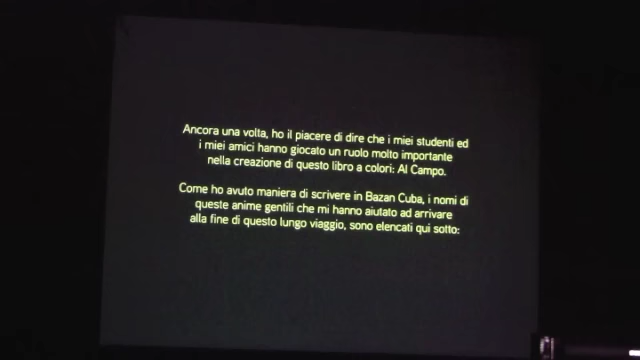 Ancora una volta, ho il piacere di dire che i miei studenti ed
i miei amici hanno giocato un ruolo molto importante
nella creazione di questo libro a colori: Al Campo.
Come ho avuto maniera di scrivere in Bazan Cuba, i nomi di
queste anime gentili che mi hanno aiutato ad arrivare
alla fine di questo lungo viaggio, sono elencati qui sotto: